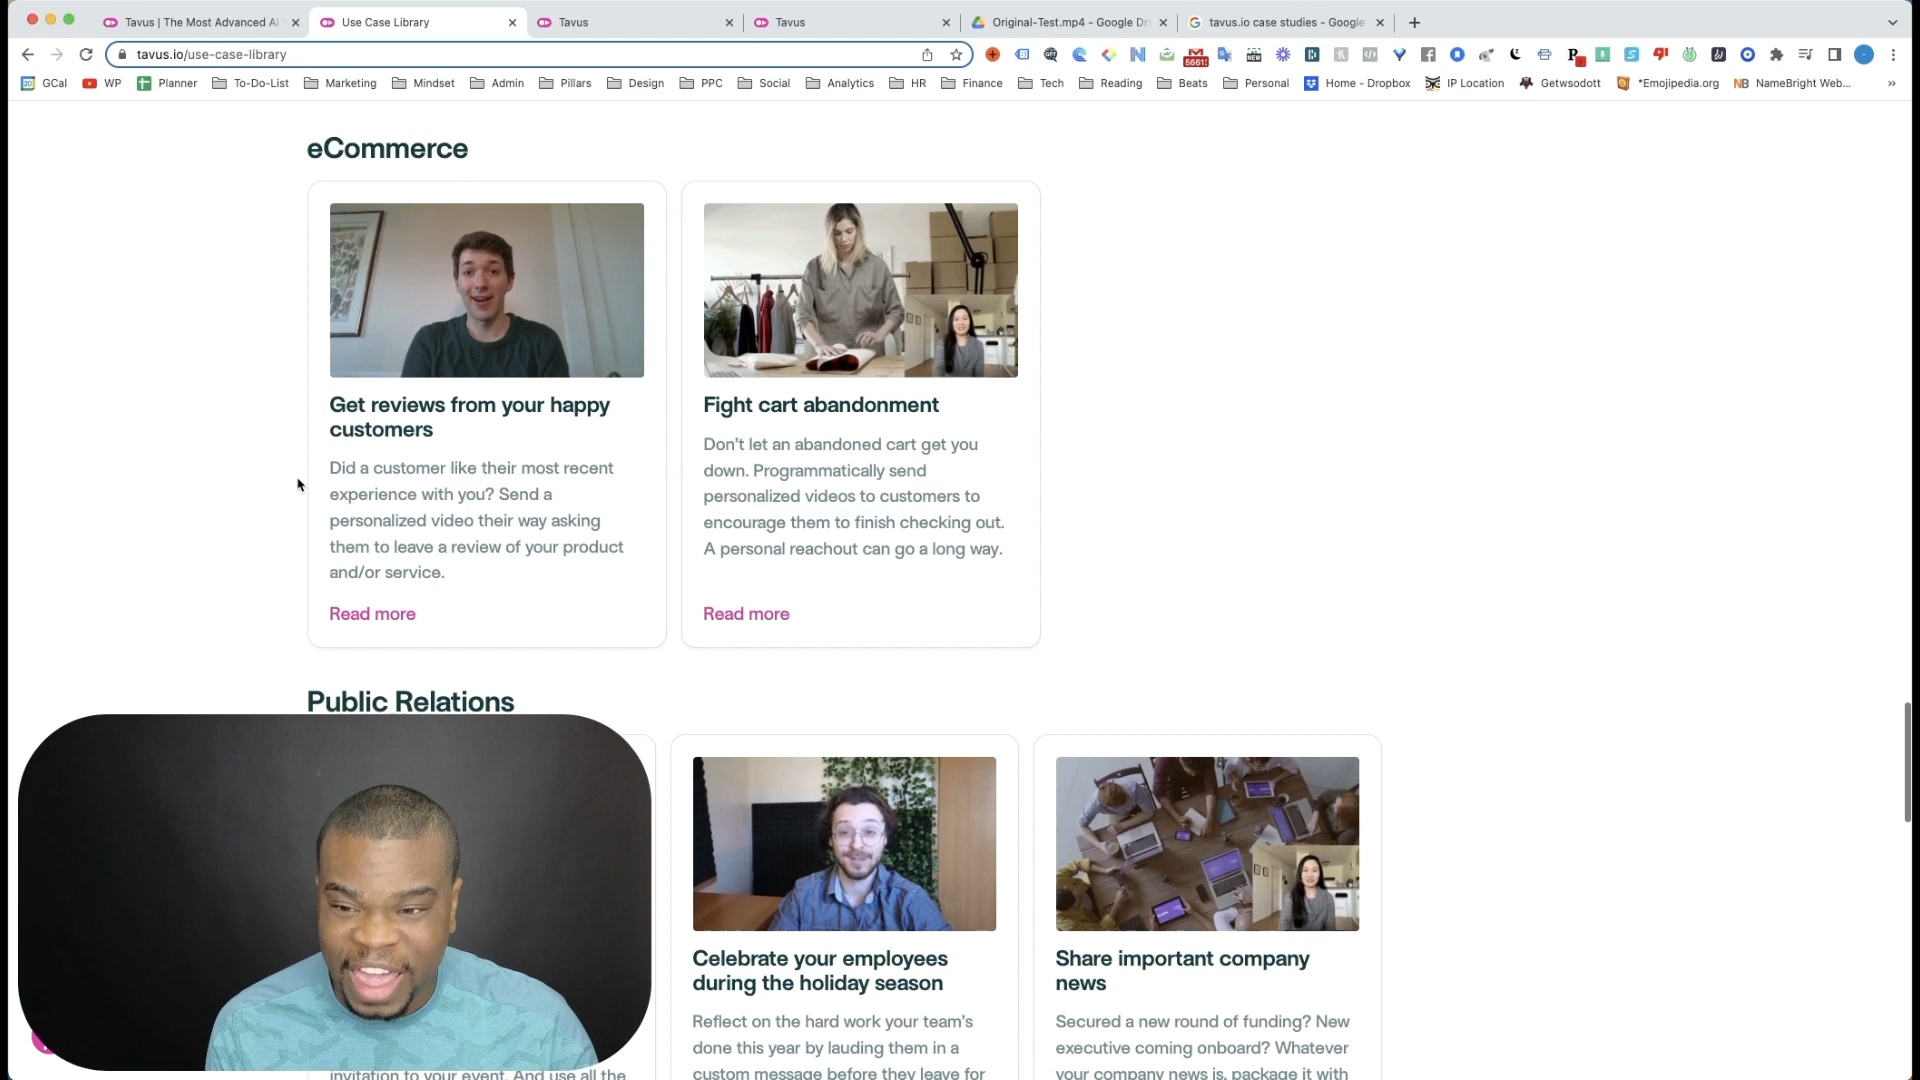 Tavus | The Most Advanced AI
Use Case Library
Tavus
Tavus
Original-Test.mp4 - Google Dri
tavus.io case studies - Google
tavus.io/use-case-library
GCal
WP
Planner
To-Do-List
Marketing
Mindset
Admin
Pillars
Design
PPC
Social
Analytics
HR
Finance
Tech
Reading
Beats
Personal
Home - Dropbox
IP Location
Getwsodott
*Emojipedia.org
NB
NameBright Web...
eCommerce
Get reviews from your happy
customers
Did a customer like their most recent
experience with you? Send a
personalized video their way asking
them to leave a review of your product
and/or service.
Read more
Fight cart abandonment
Don't let an abandoned cart get you
down. Programmatically send
personalized videos to customers to
encourage them to finish checking out.
A personal reachout can go a long way.
Read more
Public Relations
invitation to your event. And use all the
Celebrate your employees
during the holiday season
Reflect on the hard work your team's
done this year by lauding them in a
custom message before they leave for
Share important company
news
Secured a new round of funding? New
executive coming onboard? Whatever
your company news is, package it with